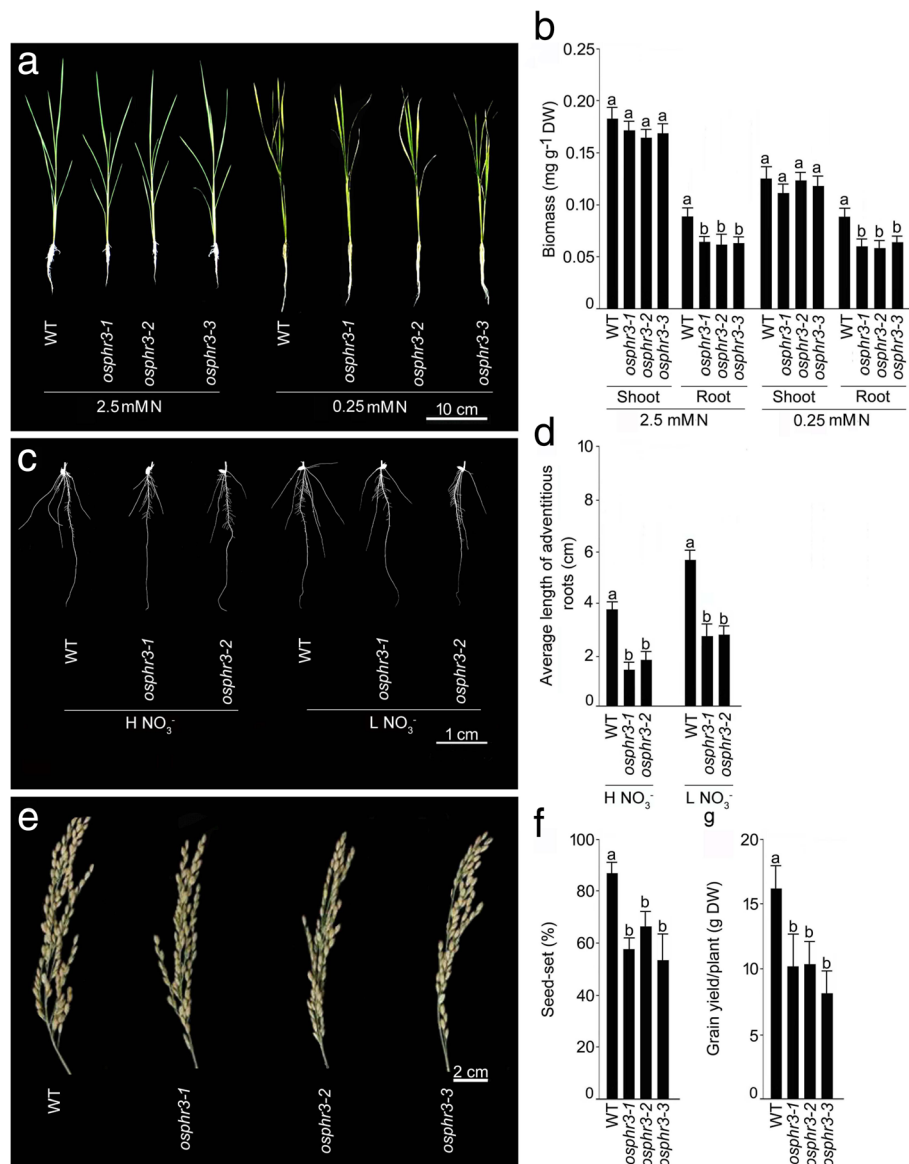 a
WT
osphr3-1
osphr3-2
osphr3-3
WT
osphr3-1
osphr3-2
osphr3-3
2.5 mM N
0.25 mM N
10 cm
b
Biomass (mg g-1 DW)
0.25
0.20
0.15
0.10
0.05
0
a
a
a
a
a
b
b
b
a
a
a
a
a
b
b
b
WT
osphr3-1
osphr3-2
osphr3-3
WT
osphr3-1
osphr3-2
osphr3-3
WT
osphr3-1
osphr3-2
osphr3-3
WT
osphr3-1
osphr3-2
osphr3-3
Shoot
Root
Shoot
Root
2.5 mM N
0.25 mM N
c
WT
osphr3-1
osphr3-2
WT
osphr3-1
osphr3-2
H NO3-
L NO3-
1 cm
d
Average length of adventitious
roots (cm)
10
8
6
4
2
0
a
b
b
a
b
b
WT
osphr3-1
osphr3-2
WT
osphr3-1
osphr3-2
H NO3-
L NO3-
e
WT
osphr3-1
osphr3-2
osphr3-3
2 cm
f
Seed-set (%)
100
80
60
40
20
0
a
b
b
b
WT
osphr3-1
osphr3-2
osphr3-3
g
Grain yield/plant (g DW)
20
15
10
5
0
a
b
b
b
WT
osphr3-1
osphr3-2
osphr3-3